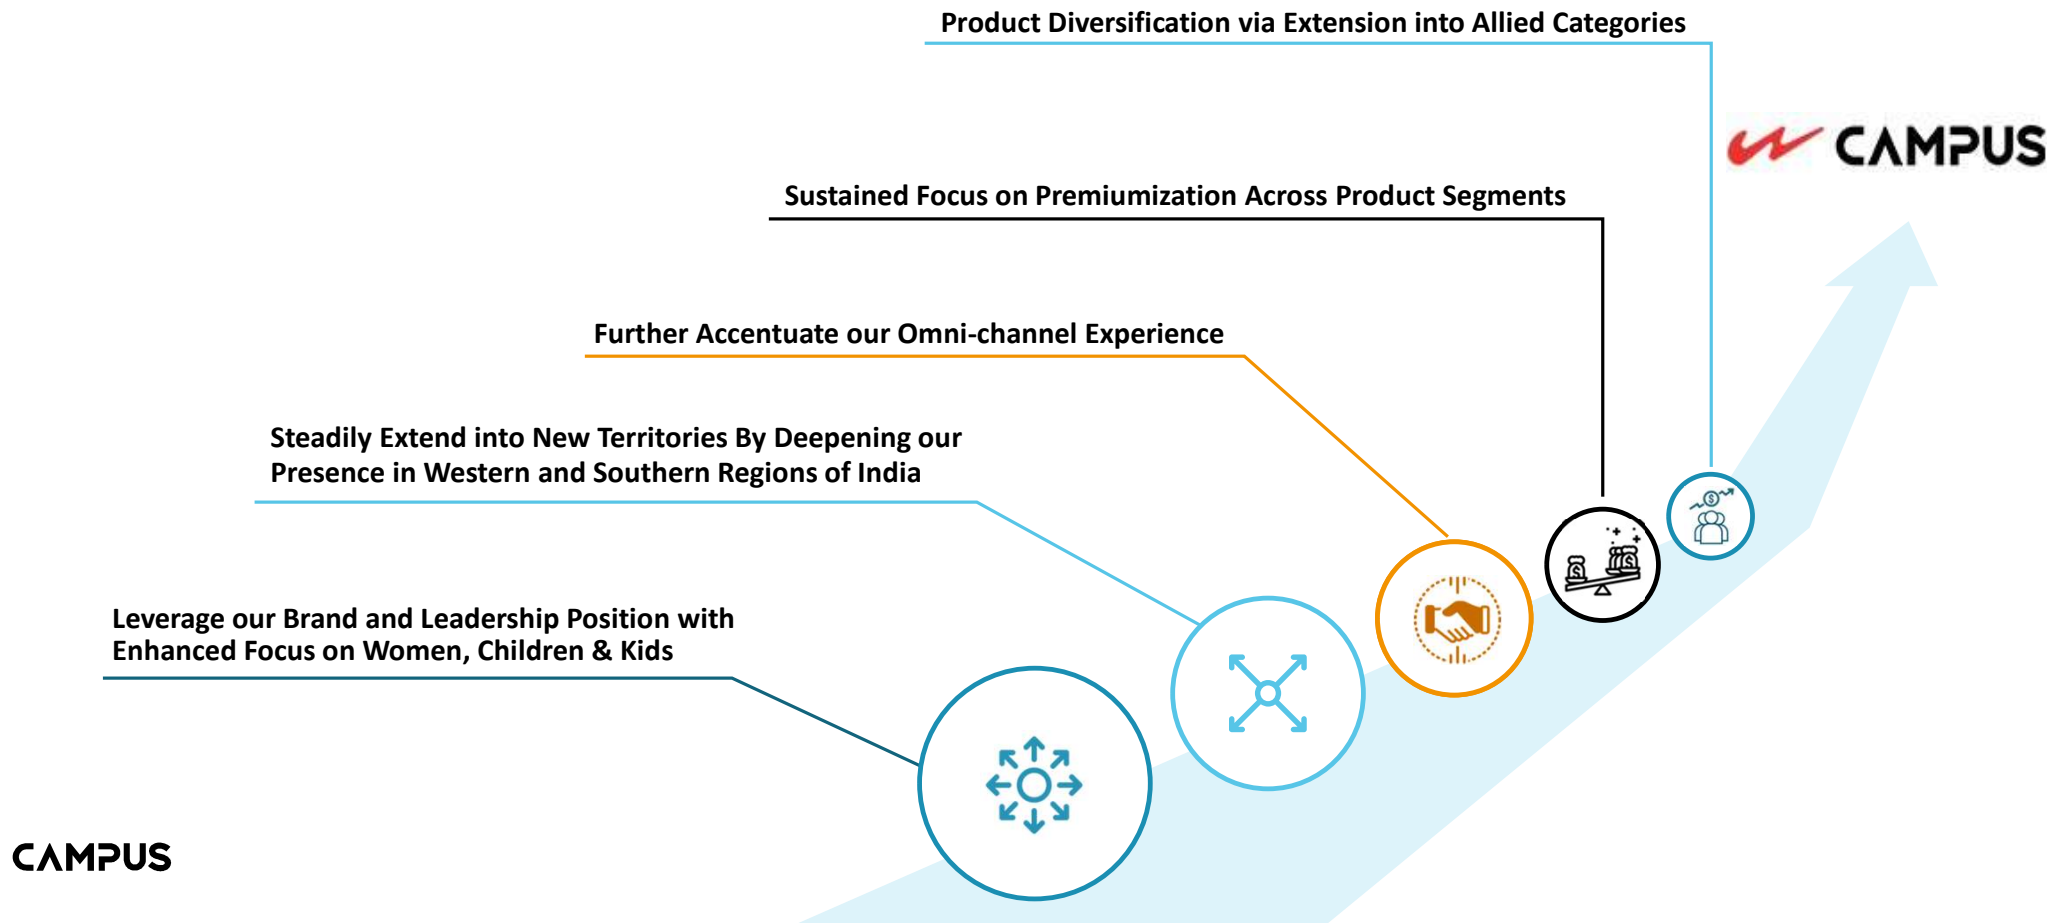 Product Diversification via Extension into Allied Categories
CAMPUS
Sustained Focus on Premiumization Across Product Segments
Further Accentuate our Omni-channel Experience
Steadily Extend into New Territories By Deepening our
Presence in Western and Southern Regions of India
Leverage our Brand and Leadership Position with
Enhanced Focus on Women, Children & Kids
CAMPUS